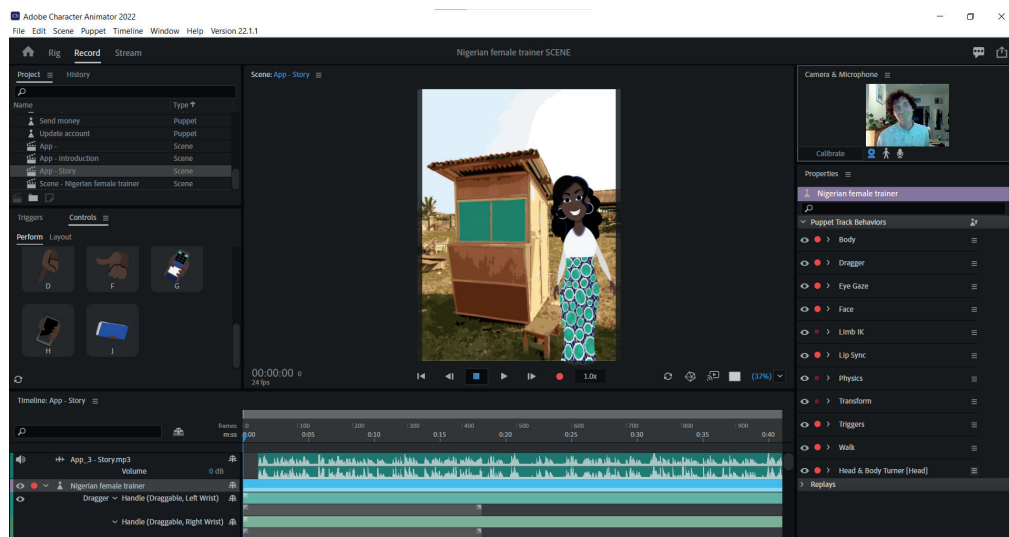 Adobe Character Animator 2022
File Edit Scene Puppet Timeline Window Help Version 22.1.1
Rig Record Stream
Nigerian female trainer SCENE
Project History
Name Type
Send money Puppet
Update account Puppet
App - Scene
App - Introduction Scene
App - Story Scene
Scene - Nigerian female trainer Scene
Triggers Controls
Perform Layout
D F G
H J
Scene: App - Story
00:00:00 0
24 fps
1.0x
(37%)
Camera & Microphone
Calibrate
Properties
Nigerian female trainer
Puppet Track Behaviors
Body
Dragger
Eye Gaze
Face
Limb IK
Lip Sync
Physics
Transform
Triggers
Walk
Head & Body Turner [Head]
Replays
Timeline: App - Story
frames 0 100 200 300 400 500 600 700 800 900
m:ss 0:00 0:05 0:10 0:15 0:20 0:25 0:30 0:35 0:40
App_3 - Story.mp3
Volume 0 dB
Nigerian female trainer
Dragger Handle (Draggable, Left Wrist)
Handle (Draggable, Right Wrist)